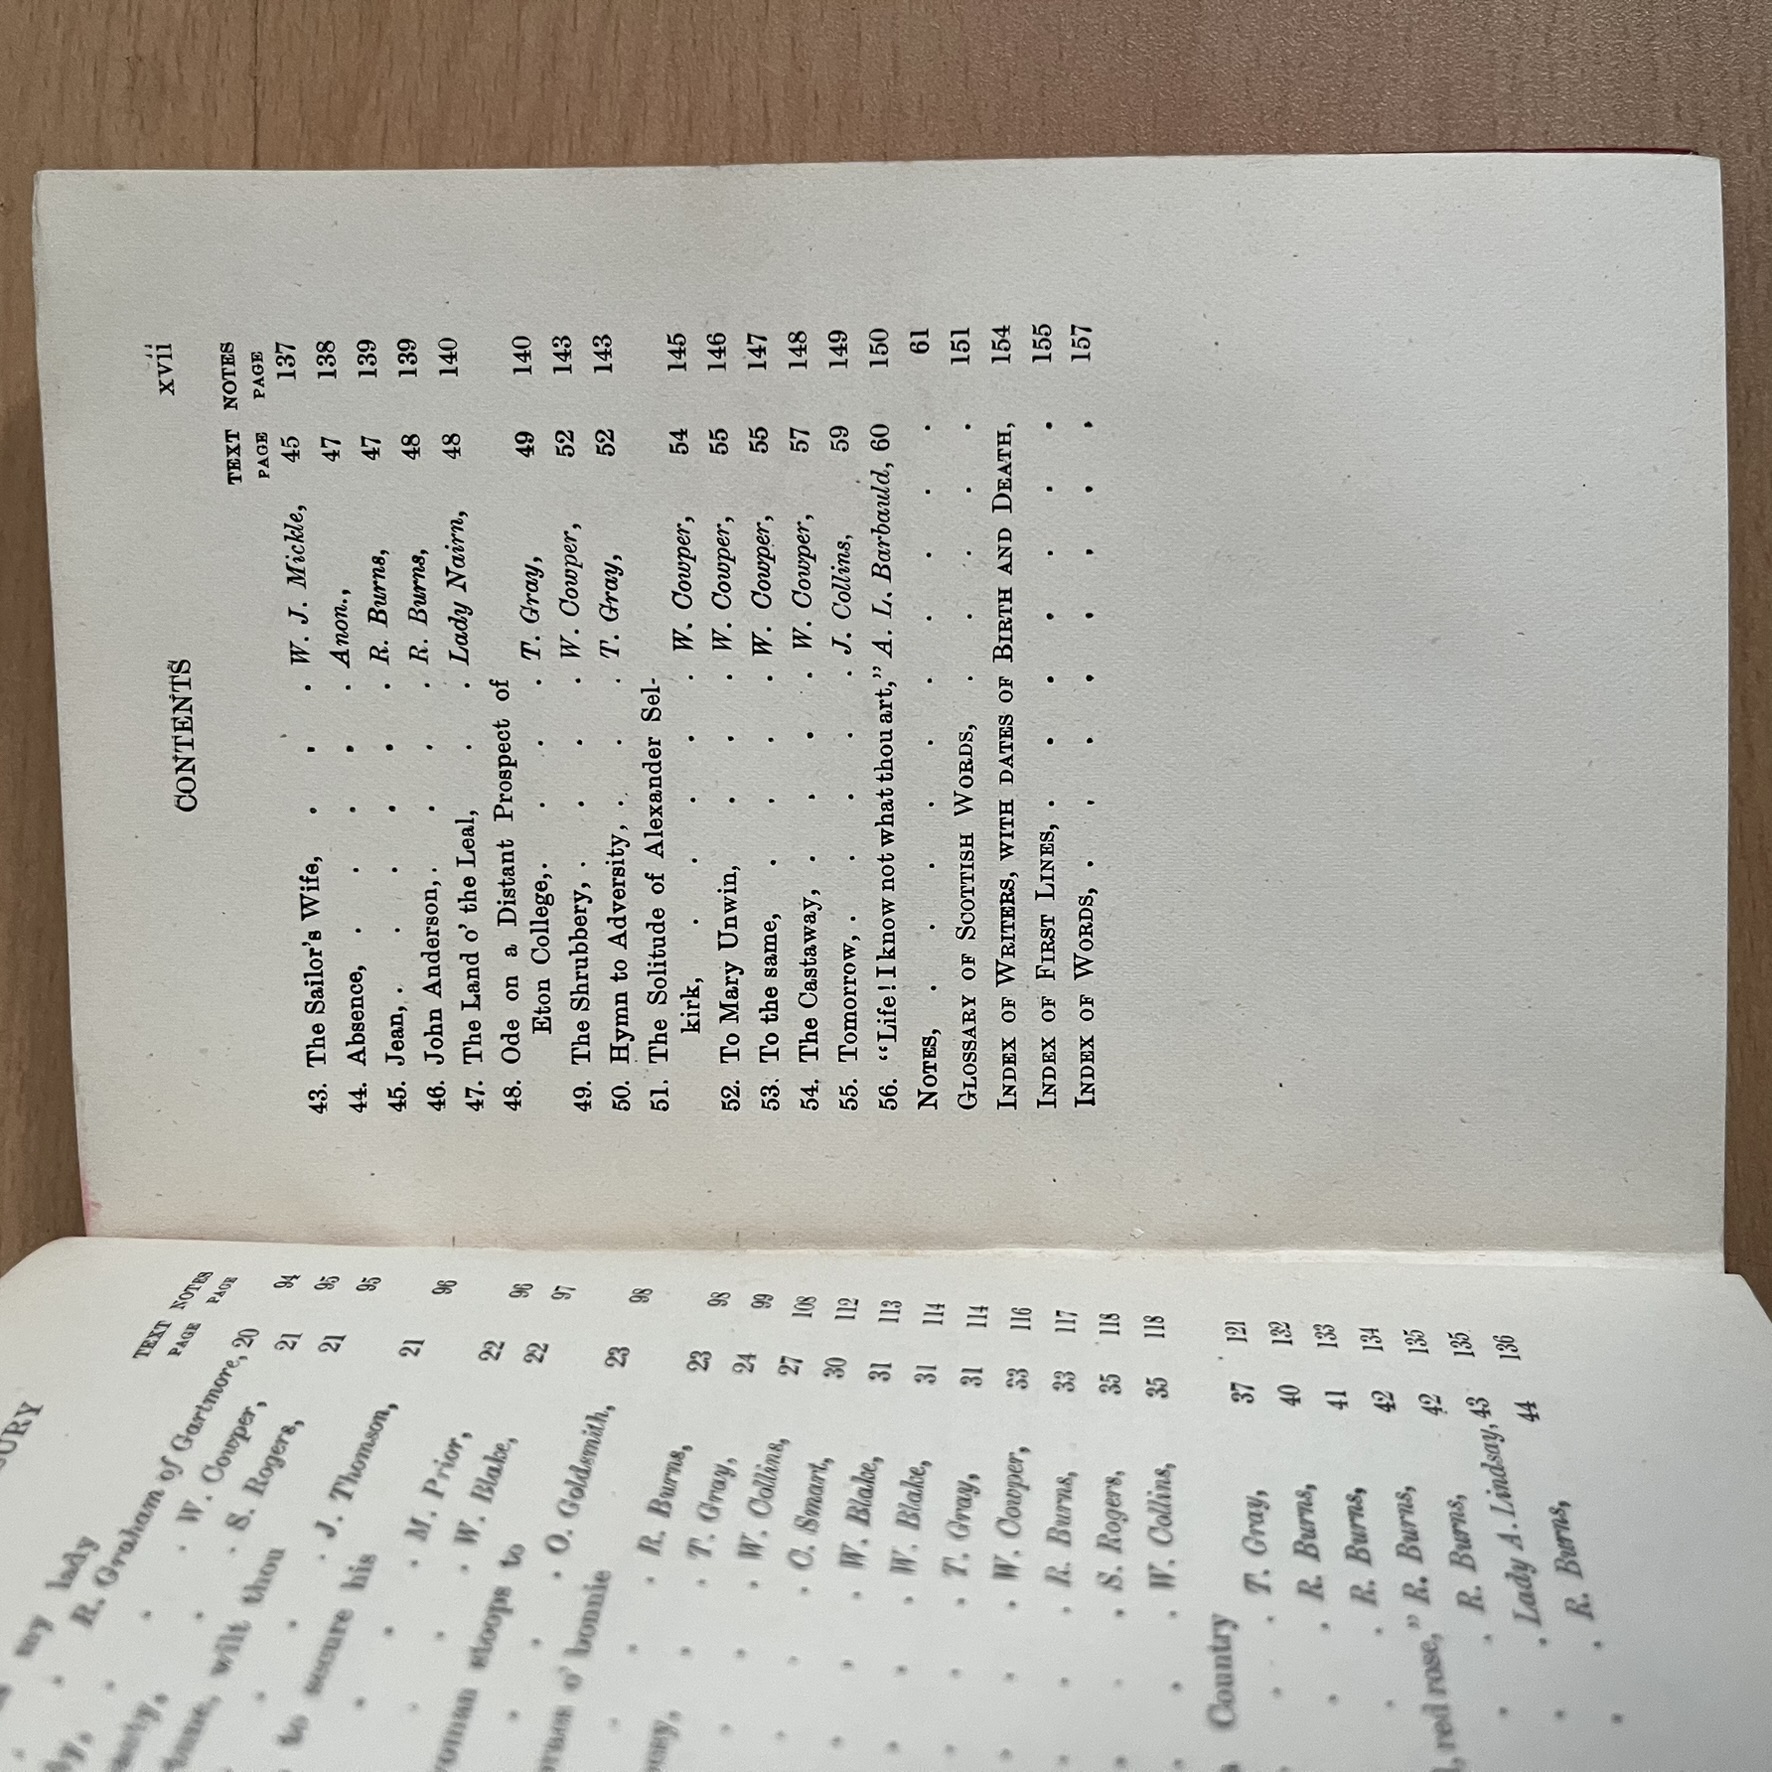 URY
TEXT NOTES
PAGE PAGE
my lady
R. Graham of Gartmore, 20 94
W. Cowper, 21 95
S. Rogers, 21 95
wilt thou
J. Thomson, 21 96
to secure his
M. Prior, 22 96
W. Blake, 22 97
stoops to
O. Goldsmith, 23 98
o' bonnie
R. Burns, 23 98
T. Gray, 24 99
W. Collins, 27 108
C. Smart, 30 112
W. Blake, 31 113
W. Blake, 31 114
T. Gray, 31 114
W. Cowper, 33 116
R. Burns, 33 117
S. Rogers, 35 118
W. Collins, 35 118
Country
T. Gray, 37 121
R. Burns, 40 132
R. Burns, 41 133
red rose," R. Burns, 42 134
R. Burns, 42 135
Lady A. Lindsay, 43 135
R. Burns, 44 136
CONTENTS xvii
TEXT NOTES
PAGE PAGE
43. The Sailor's Wife, . . . W. J. Mickle, 45 137
44. Absence, . . . . . Anon., 47 138
45. Jean, . . . . . . R. Burns, 47 139
46. John Anderson, . . . . R. Burns, 48 139
47. The Land o' the Leal, . . Lady Nairn, 48 140
48. Ode on a Distant Prospect of
Eton College, . . . . T. Gray, 49 140
49. The Shrubbery, . . . . W. Cowper, 52 143
50. Hymn to Adversity, . . . T. Gray, 52 143
51. The Solitude of Alexander Sel-
kirk, . . . . . W. Cowper, 54 145
52. To Mary Unwin, . . . W. Cowper, 55 146
53. To the same, . . . . W. Cowper, 55 147
54. The Castaway, . . . . W. Cowper, 57 148
55. Tomorrow, . . . . . J. Collins, 59 149
56. "Life! I know not what thou art," A. L. Barbauld, 60 150
NOTES, . . . . . . . . . . 61
GLOSSARY OF SCOTTISH WORDS, . . . . . 151
INDEX OF WRITERS, WITH DATES OF BIRTH AND DEATH, 154
INDEX OF FIRST LINES, . . . . . . . 155
INDEX OF WORDS, . . . . . . . . 157